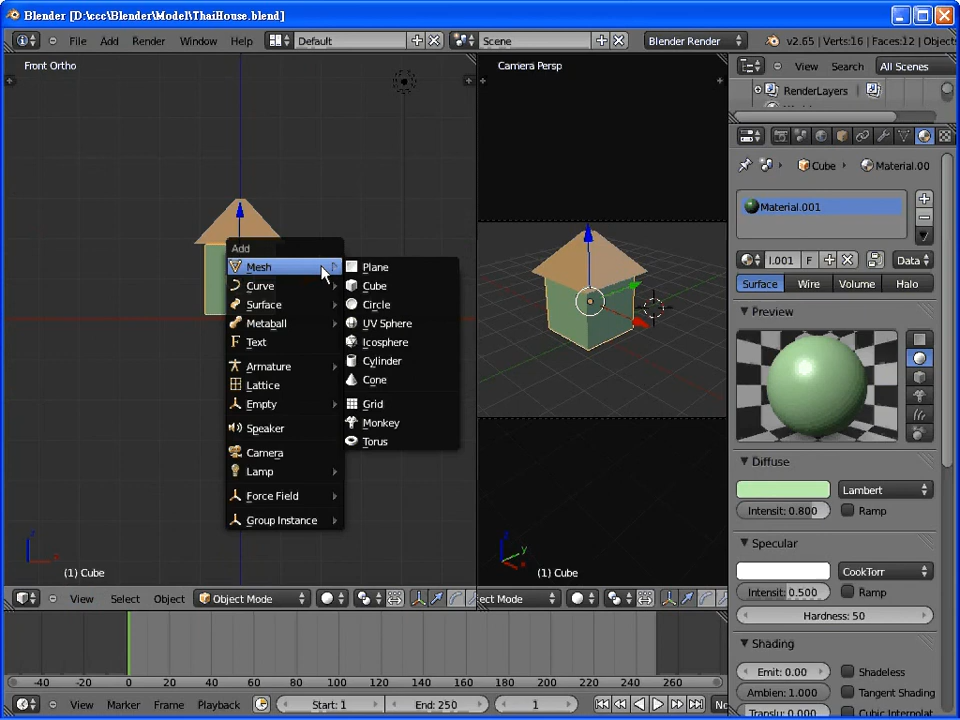 Blender [D:\ccc\Blender\Model\ThaiHouse.blend]
File Add Render Window Help Default Scene Blender Render v2.65 | Verts:16 | Faces:12 | Objects
Front Ortho
Camera Persp
View Search All Scenes
RenderLayers
Cube Material.00
Material.001
I.001 F Data
Surface Wire Volume Halo
Preview
Add
Mesh
Curve
Surface
Metaball
Text
Armature
Lattice
Empty
Speaker
Camera
Lamp
Force Field
Group Instance
Plane
Cube
Circle
UV Sphere
Icosphere
Cylinder
Cone
Grid
Monkey
Torus
Diffuse
Lambert
Intensit: 0.800 Ramp
Specular
CookTorr
Intensit: 0.500 Ramp
Hardness: 50
Shading
Emit: 0.00 Shadeless
Ambien: 1.000 Tangent Shading
Translu: 0.00 Cubic Interpolat
z
x
(1) Cube
z
y
x
(1) Cube
View Select Object Object Mode
ect Mode
-40 -20 0 20 40 60 80 100 120 140 160 180 200 220 240 260
View Marker Frame Playback Start: 1 End: 250 1 No